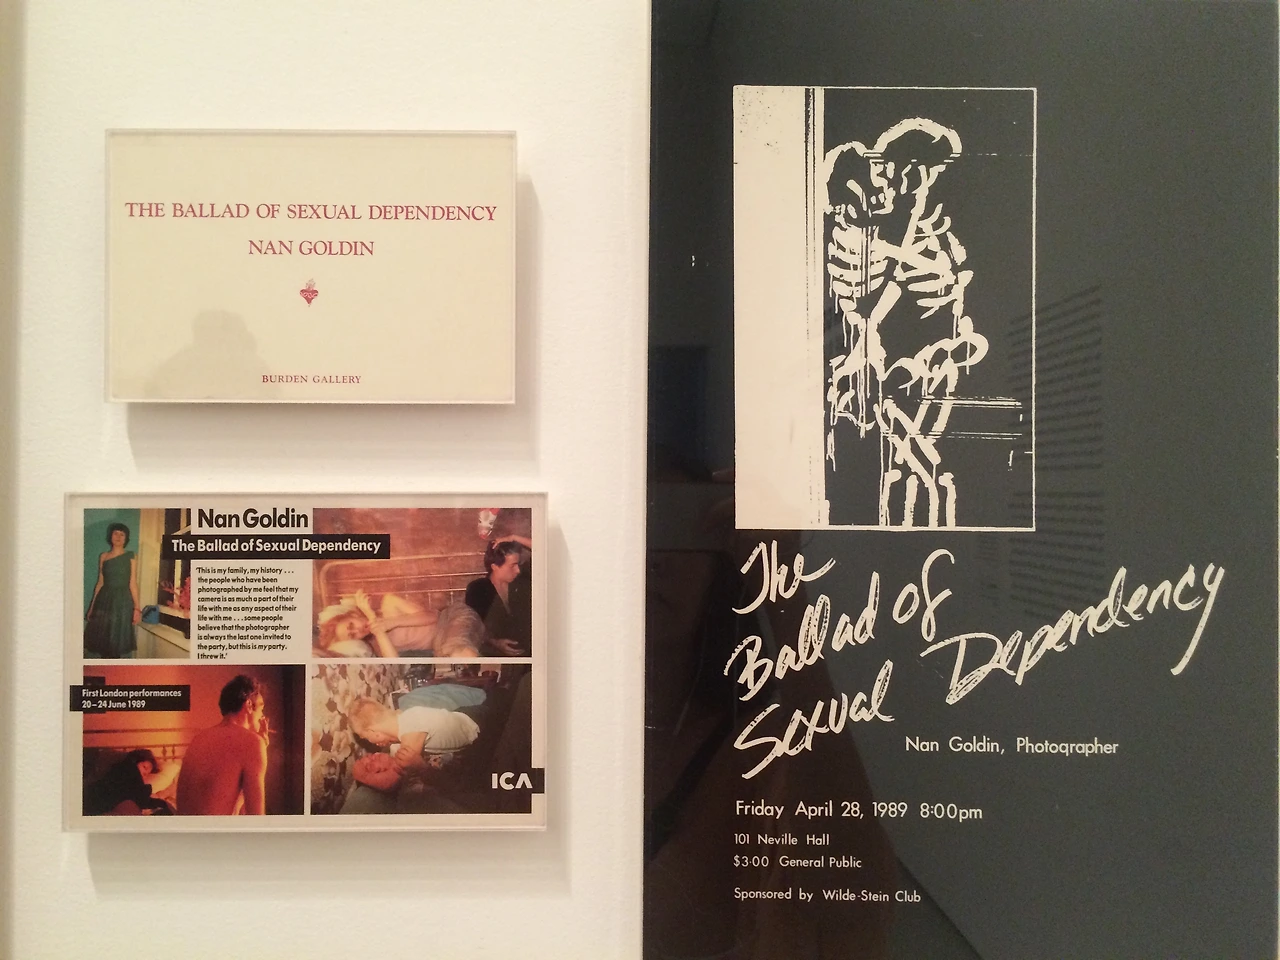 THE BALLAD OF SEXUAL DEPENDENCY
NAN GOLDIN
BURDEN GALLERY
Nan Goldin
The Ballad of Sexual Dependency
'This is my family, my history . . .
the people who have been
photographed by me feel that my
camera is as much a part of their
life with me as any aspect of their
life with me . . . some people
believe that the photographer
is always the last one invited to
the party, but this is my party.
I threw it.'
First London performances
20–24 June 1989
ICA
The
Ballad of
Sexual Dependency
Nan Goldin, Photographer
Friday April 28, 1989 8:00pm
101 Neville Hall
$3.00 General Public
Sponsored by Wilde-Stein Club